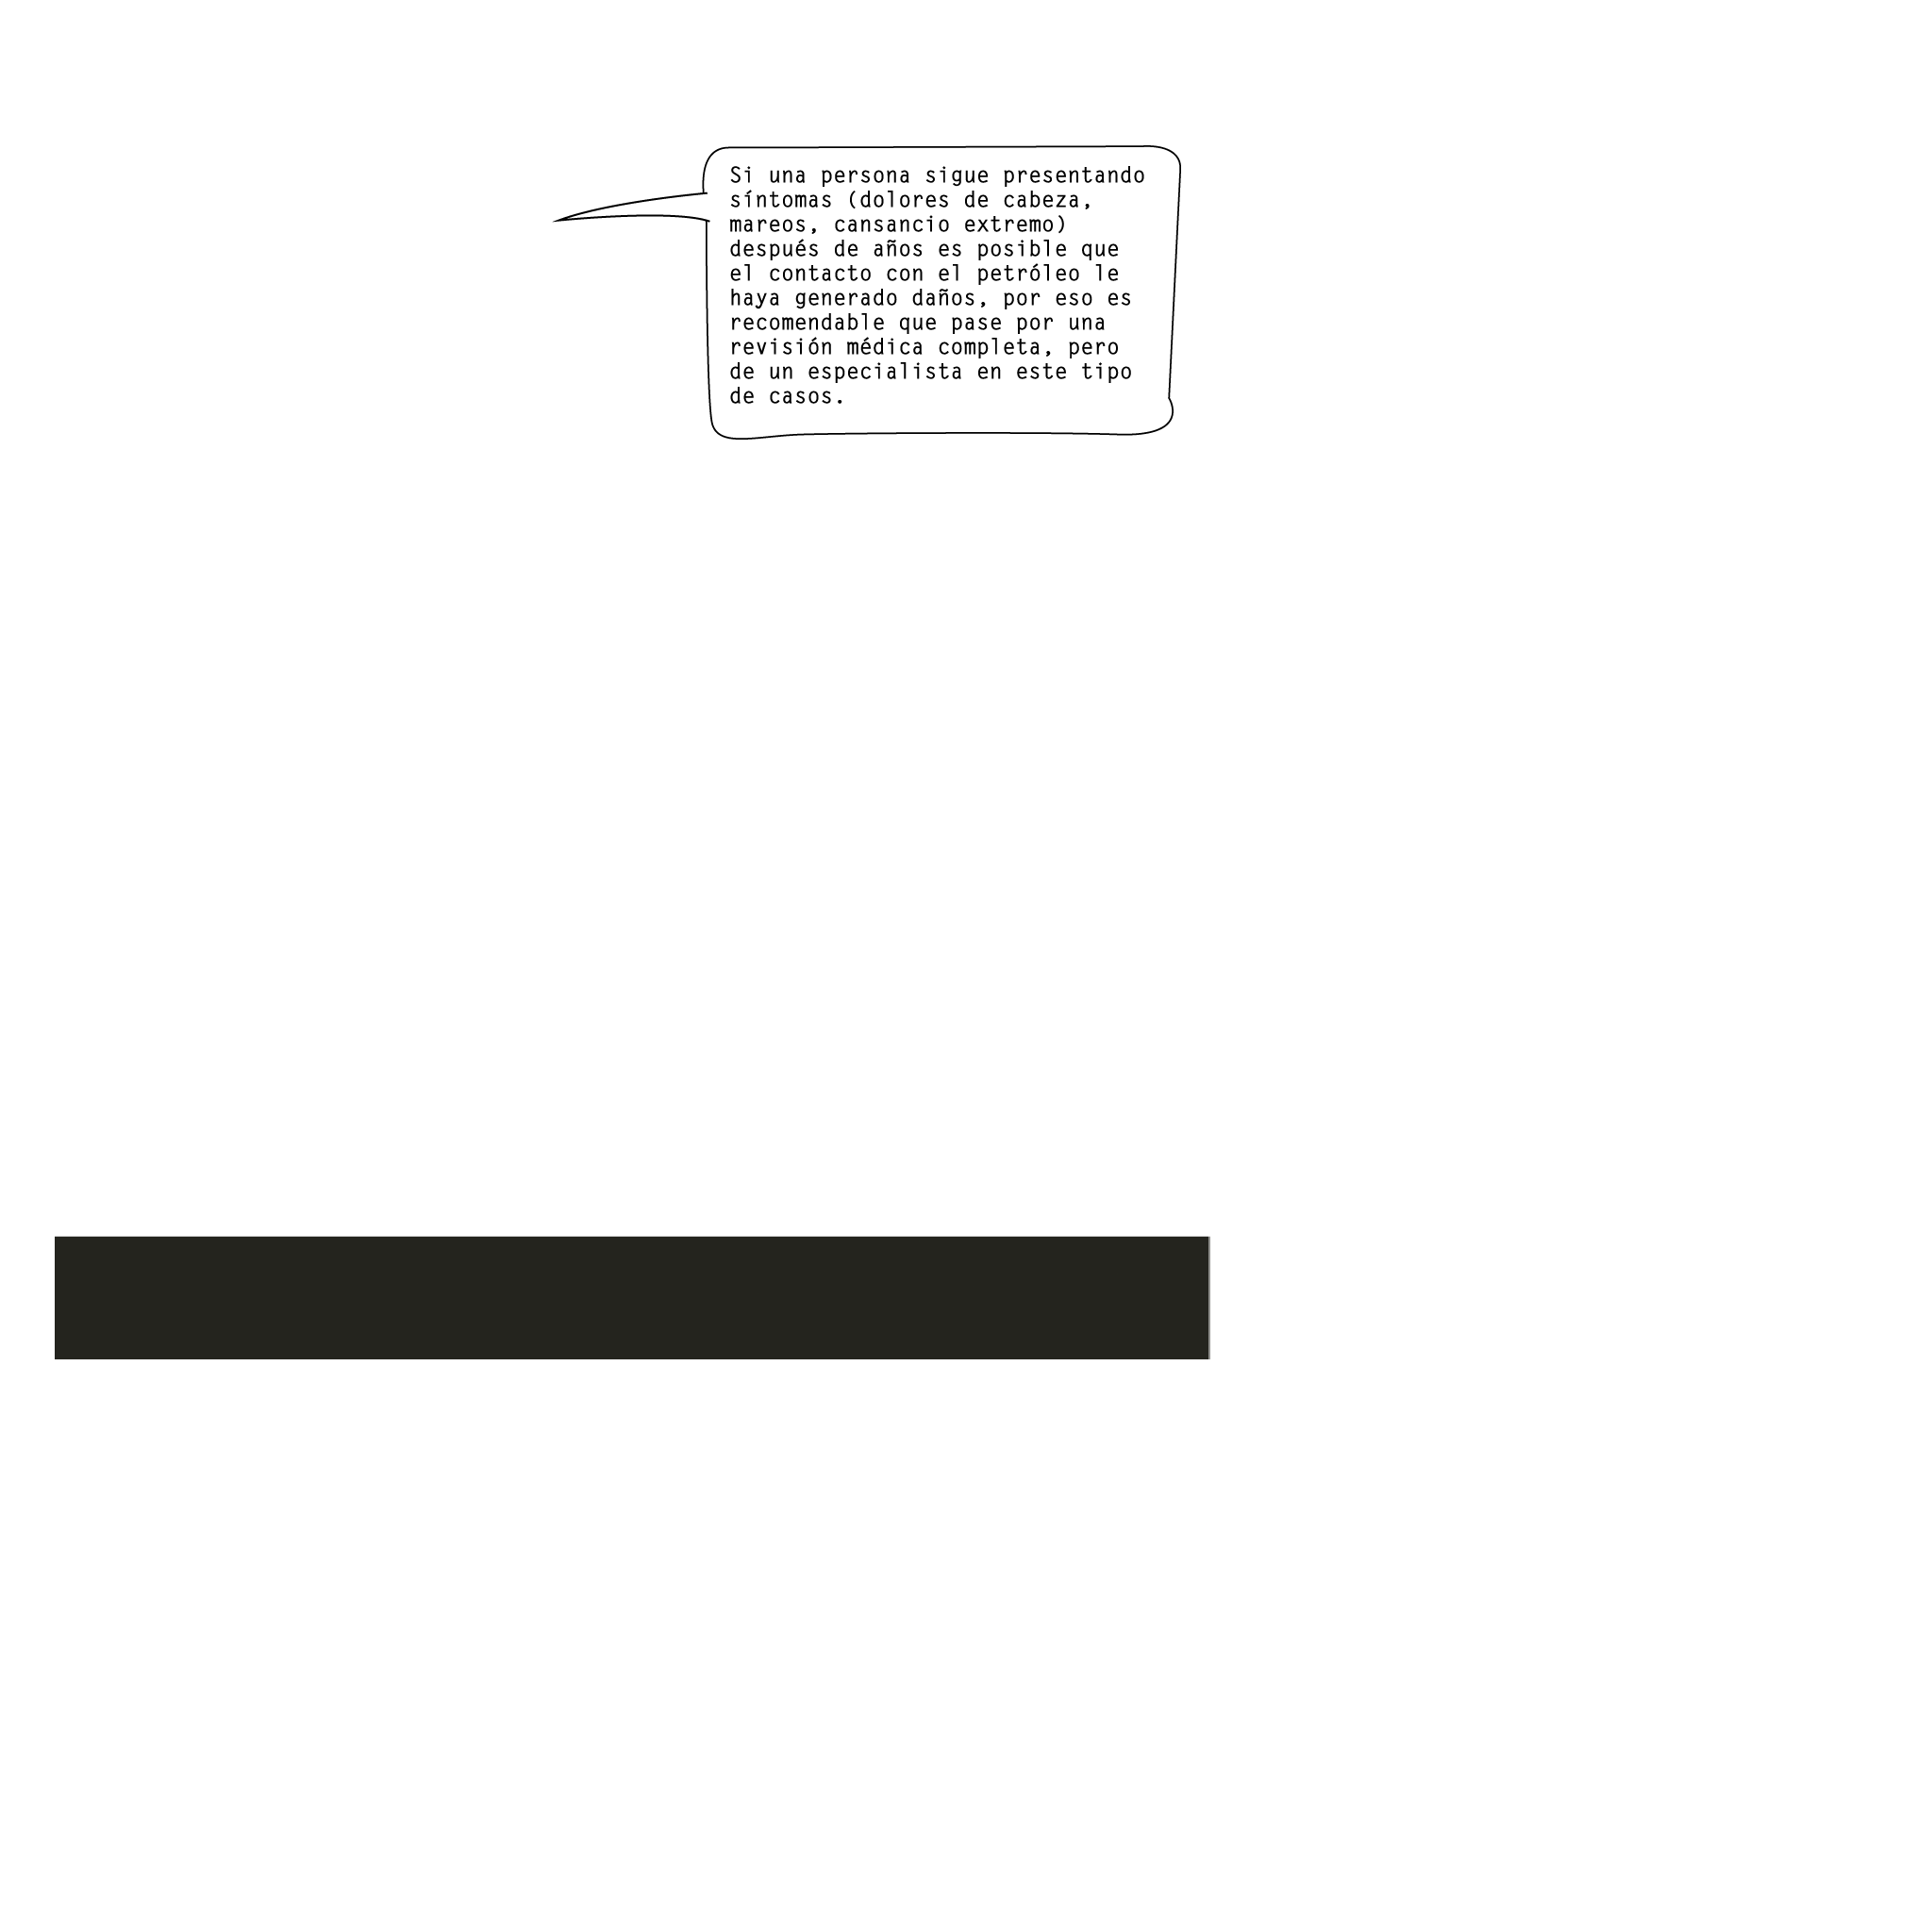 Si una persona sigue presentando
síntomas (dolores de cabeza,
mareos, cansancio extremo)
después de años es posible que
el contacto con el petróleo le
haya generado daños, por eso es
recomendable que pase por una
revisión médica completa, pero
de un especialista en este tipo
de casos.